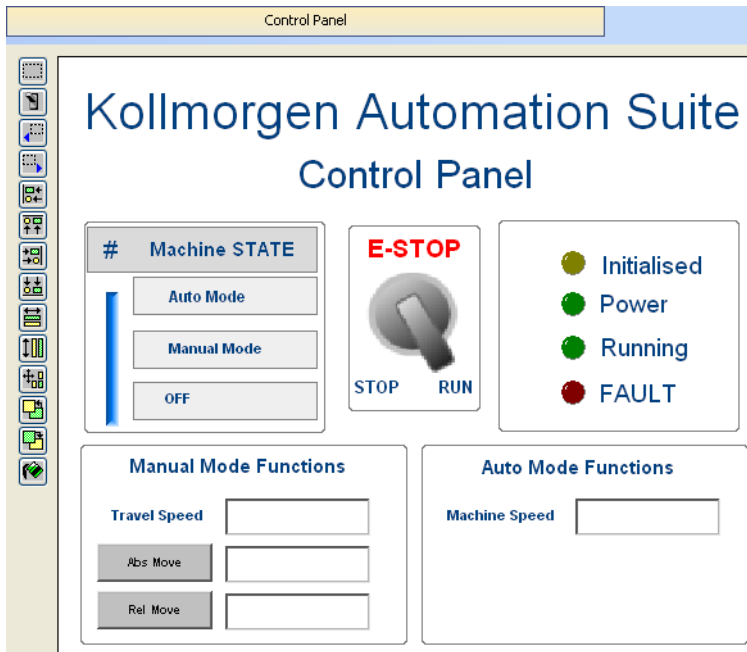 Control Panel
Kollmorgen Automation Suite
Control Panel
# Machine STATE
Auto Mode
Manual Mode
OFF
E-STOP
STOP RUN
Initialised
Power
Running
FAULT
Manual Mode Functions
Travel Speed
Abs Move
Rel Move
Auto Mode Functions
Machine Speed